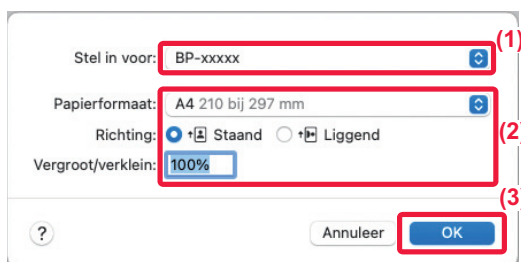 (1)
Stel in voor: BP-xxxxx
Papierformaat: A4 210 bij 297 mm
Richting: Staand Liggend
(2)
Vergroot/verklein: 100%
(3)
? Annuleer OK